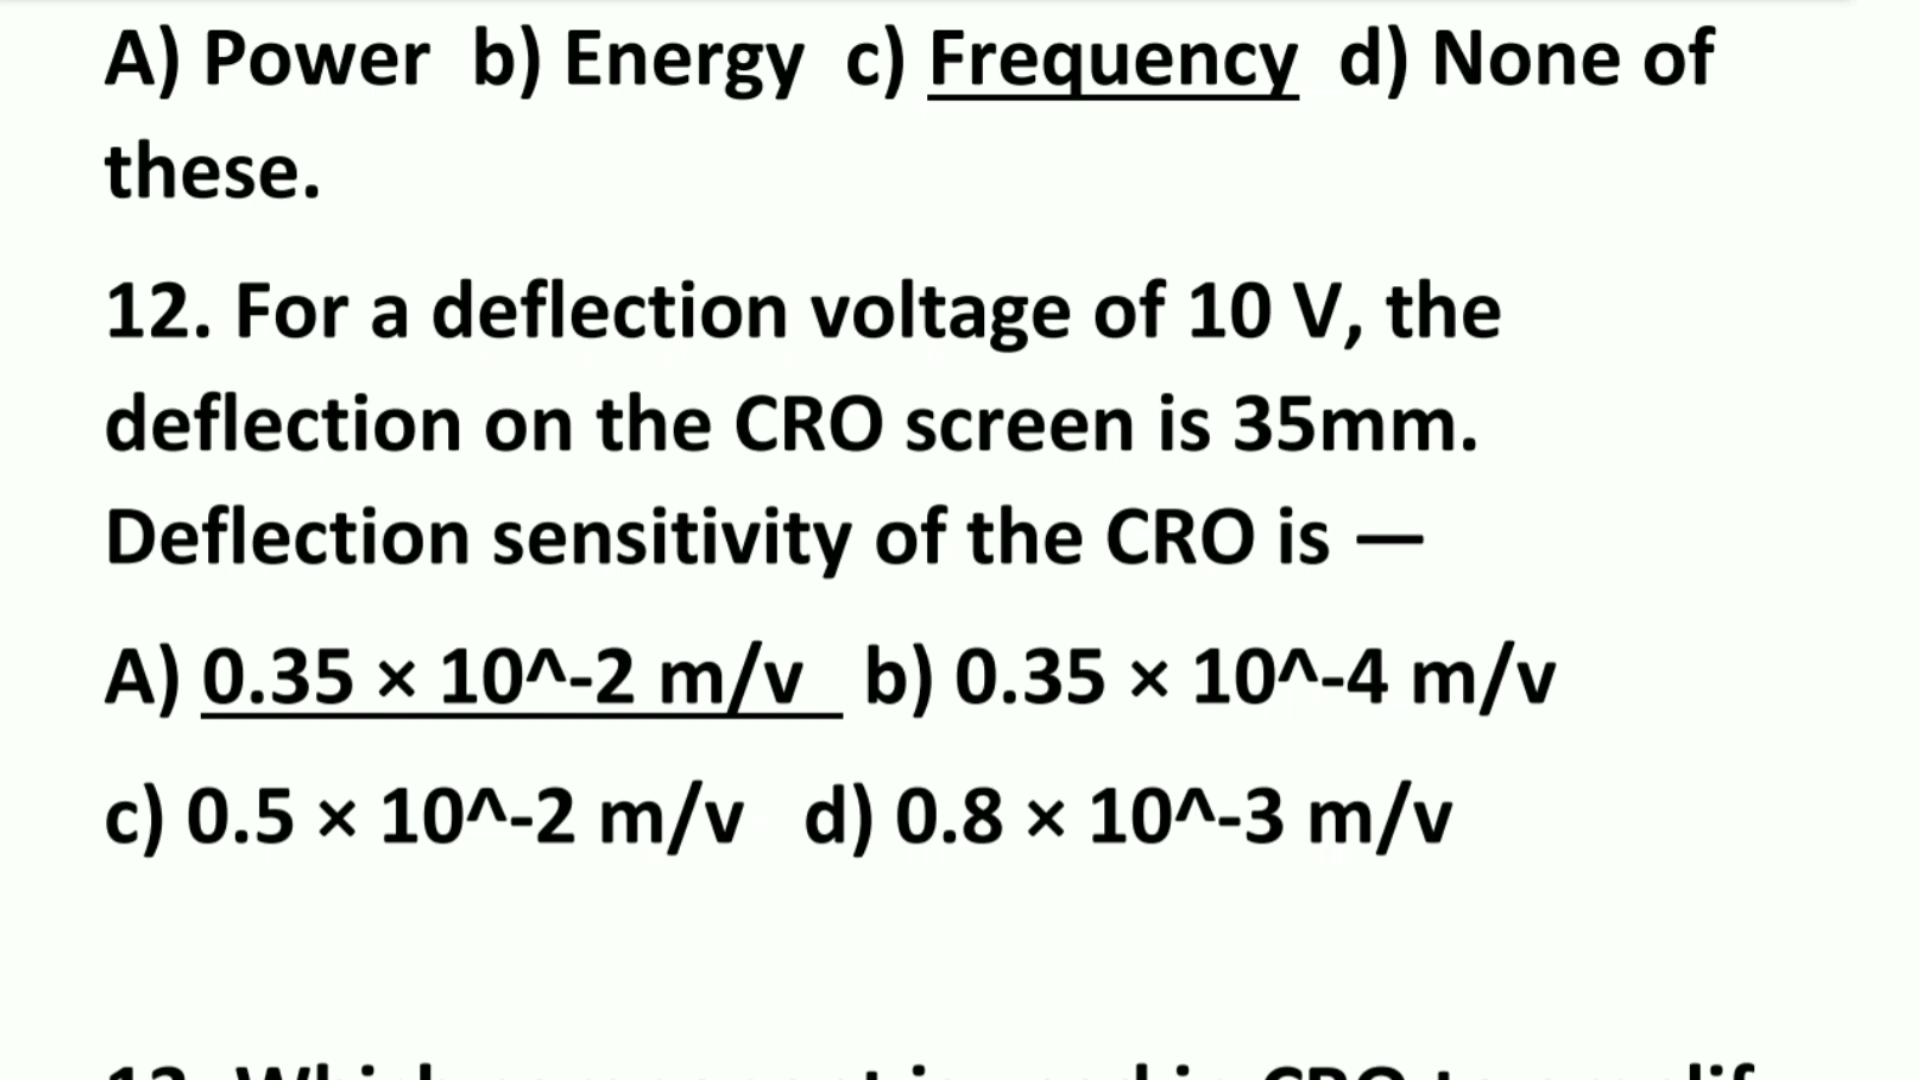 A) Power b) Energy c) Frequency d) None of
these.
12. For a deflection voltage of 10 V, the
deflection on the CRO screen is 35mm.
Deflection sensitivity of the CRO is —
A) 0.35 × 10^-2 m/v b) 0.35 × 10^-4 m/v
c) 0.5 × 10^-2 m/v d) 0.8 × 10^-3 m/v